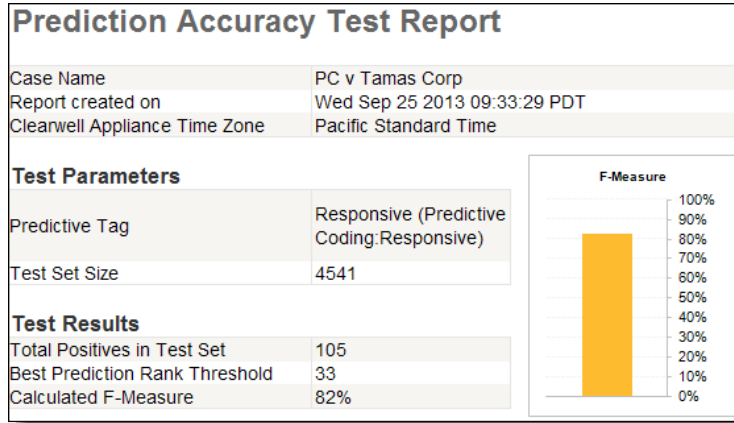 Prediction Accuracy Test Report
Case Name PC v Tamas Corp
Report created on Wed Sep 25 2013 09:33:29 PDT
Clearwell Appliance Time Zone Pacific Standard Time
Test Parameters
Predictive Tag Responsive (Predictive
Coding:Responsive)
Test Set Size 4541
Test Results
Total Positives in Test Set 105
Best Prediction Rank Threshold 33
Calculated F-Measure 82%
F-Measure
100%
90%
80%
70%
60%
50%
40%
30%
20%
10%
0%